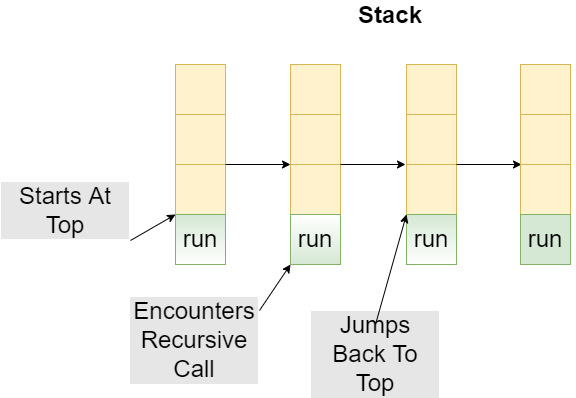 Stack
Starts At
Top
run
run
run
run
Encounters
Recursive
Call
Jumps
Back To
Top